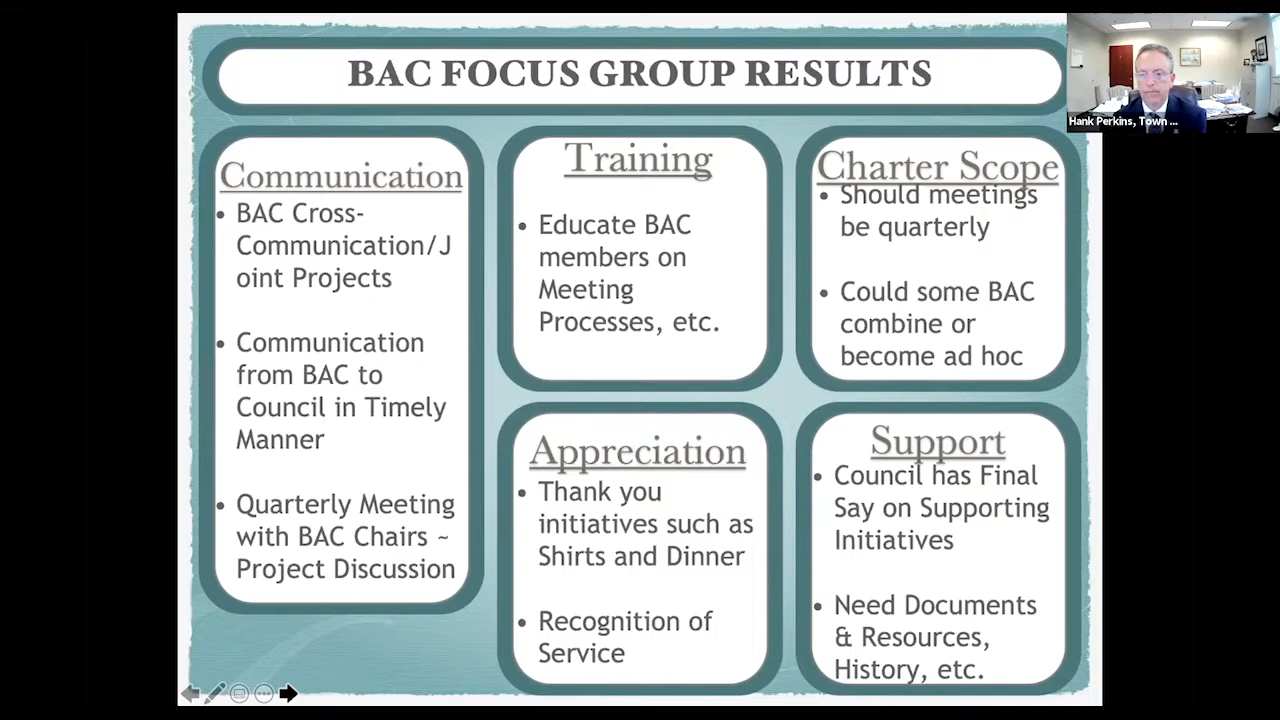 BAC FOCUS GROUP RESULTS
Hank Perkins, Town ...
Communication
• BAC Cross-
Communication/J
oint Projects
• Communication
from BAC to
Council in Timely
Manner
• Quarterly Meeting
with BAC Chairs ~
Project Discussion
Training
• Educate BAC
members on
Meeting
Processes, etc.
Charter Scope
• Should meetings
be quarterly
• Could some BAC
combine or
become ad hoc
Appreciation
• Thank you
initiatives such as
Shirts and Dinner
• Recognition of
Service
Support
• Council has Final
Say on Supporting
Initiatives
• Need Documents
& Resources,
History, etc.